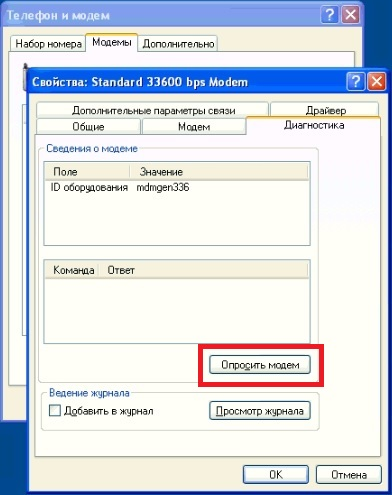 Телефон и модем
Набор номера Модемы Дополнительно
Свойства: Standard 33600 bps Modem
Дополнительные параметры связи Драйвер
Общие Модем Диагностика
Сведения о модеме
Поле Значение
ID оборудования mdmgen336
Команда Ответ
Опросить модем
Ведение журнала
Добавить в журнал Просмотр журнала
OK Отмена